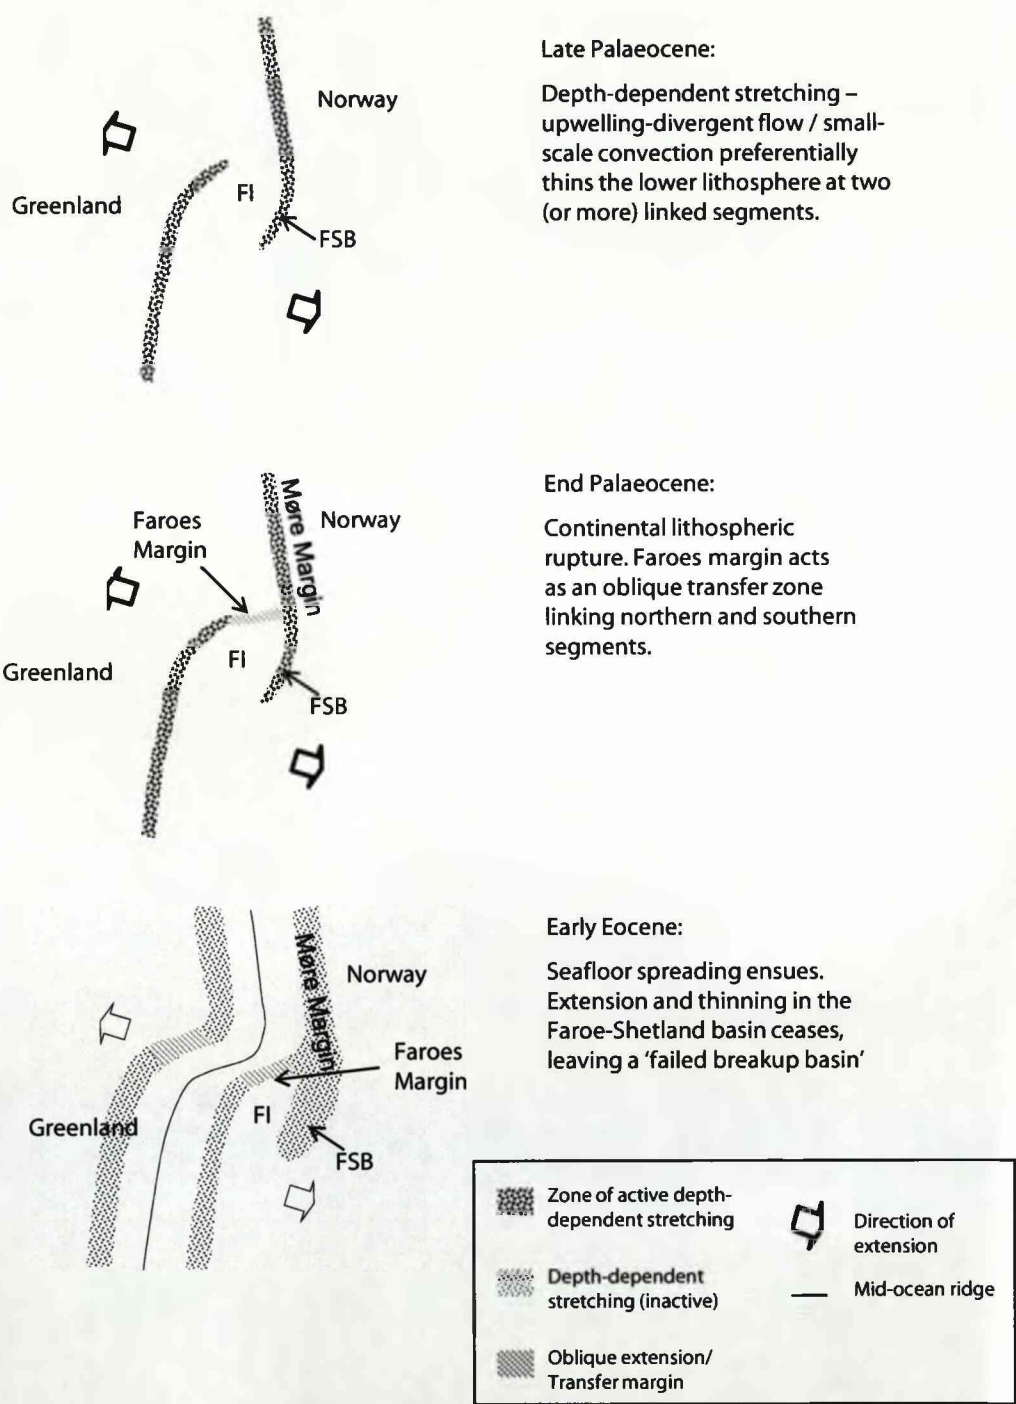 Late Palaeocene:
Depth-dependent stretching –
upwelling-divergent flow / small-
scale convection preferentially
thins the lower lithosphere at two
(or more) linked segments.
Norway
FI
Greenland
FSB
End Palaeocene:
Continental lithospheric
rupture. Faroes margin acts
as an oblique transfer zone
linking northern and southern
segments.
Faroes
Margin
Møre Margin
Norway
FI
Greenland
FSB
Early Eocene:
Seafloor spreading ensues.
Extension and thinning in the
Faroe-Shetland basin ceases,
leaving a 'failed breakup basin'
Møre Margin
Norway
Faroes
Margin
FI
Greenland
FSB
Zone of active depth-
dependent stretching
Depth-dependent
stretching (inactive)
Oblique extension/
Transfer margin
Direction of
extension
Mid-ocean ridge